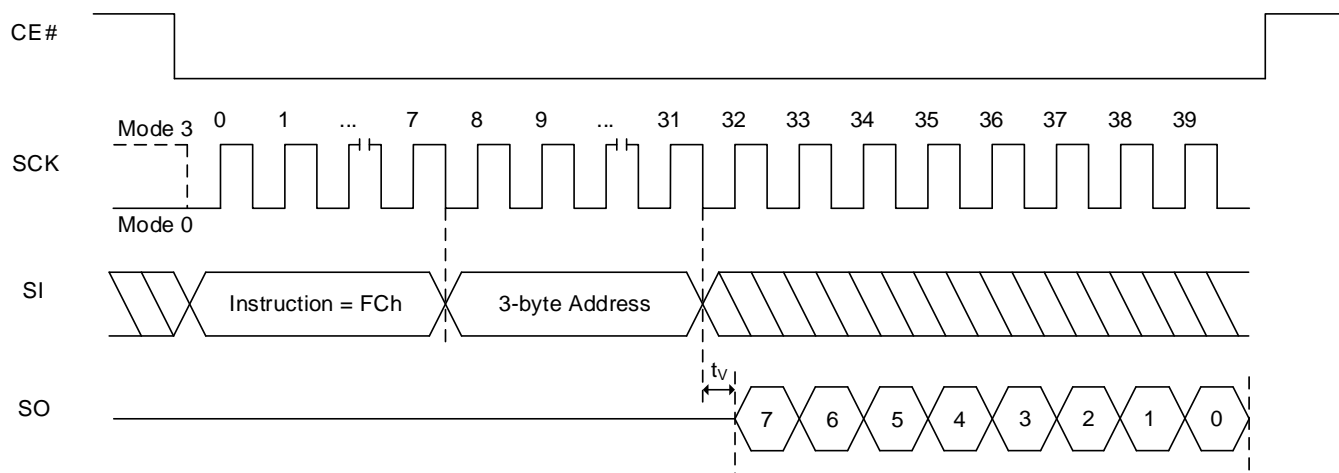 CE#
Mode 3 0 1 ... 7 8 9 ... 31 32 33 34 35 36 37 38 39
SCK
Mode 0
SI Instruction = FCh 3-byte Address
tV
SO 7 6 5 4 3 2 1 0